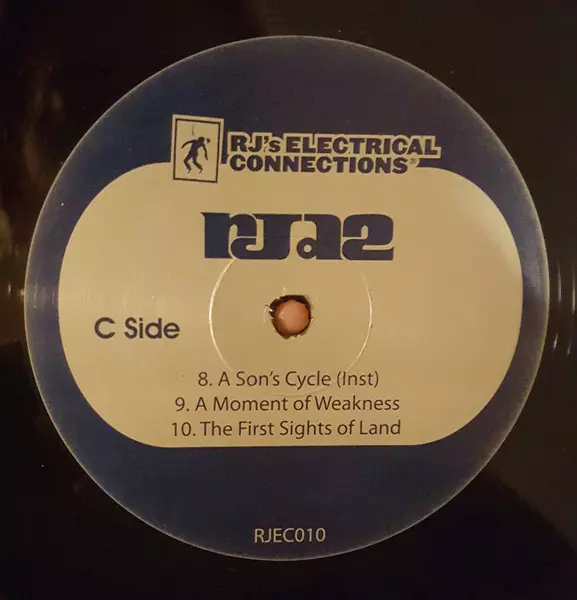 RJ's ELECTRICAL
CONNECTIONS®
RJD2
C Side
8. A Son's Cycle (Inst)
9. A Moment of Weakness
10. The First Sights of Land
RJEC010